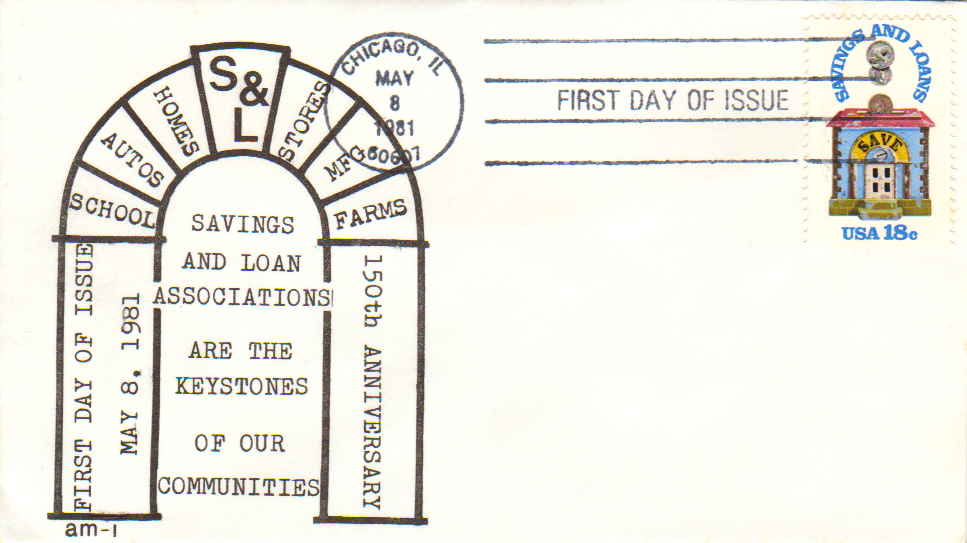 S&L
HOMES
STORES
AUTOS
MFG
SCHOOL
FARMS
SAVINGS
AND LOAN
ASSOCIATIONS
ARE THE
KEYSTONES
OF OUR
COMMUNITIES
FIRST DAY OF ISSUE
MAY 8. 1981
150th ANNIVERSARY
am-1
CHICAGO, IL
MAY
8
1981
60607
FIRST DAY OF ISSUE
SAVINGS AND LOANS
SAVE
USA 18c